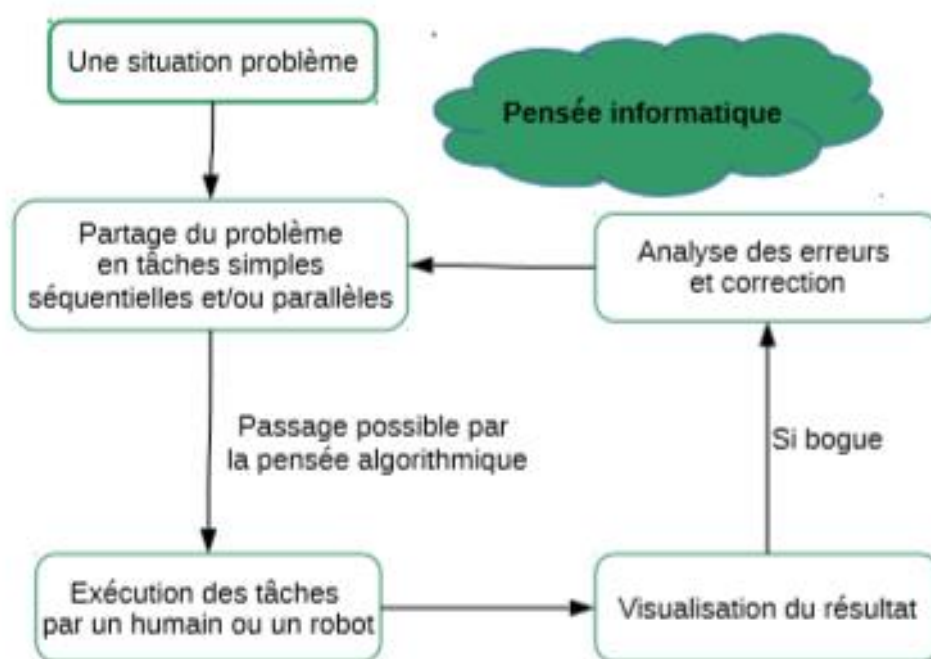 Une situation problème
Pensée informatique
Partage du problème
en tâches simples
séquentielles et/ou parallèles
Analyse des erreurs
et correction
Passage possible par
la pensée algorithmique
Si bogue
Exécution des tâches
par un humain ou un robot
Visualisation du résultat